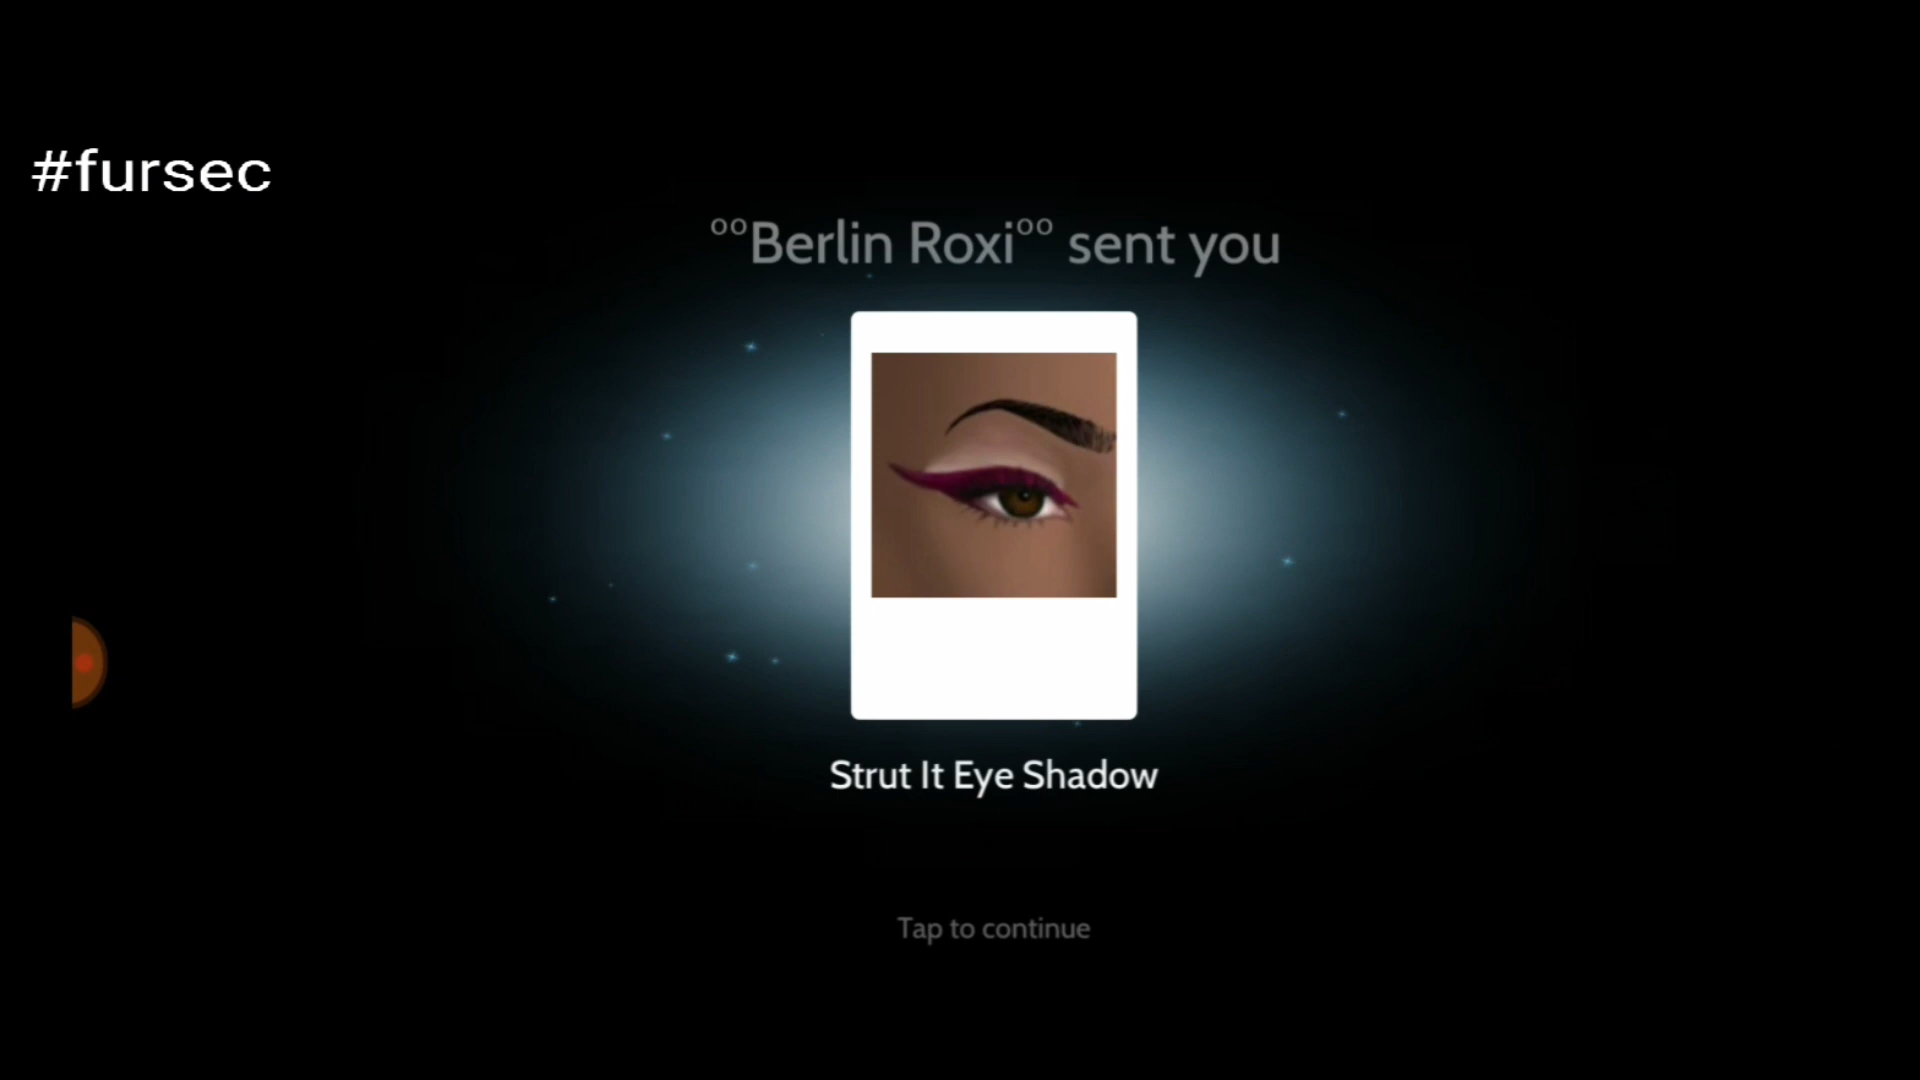 #fursec
°°Berlin Roxi°° sent you
Strut It Eye Shadow
Tap to continue